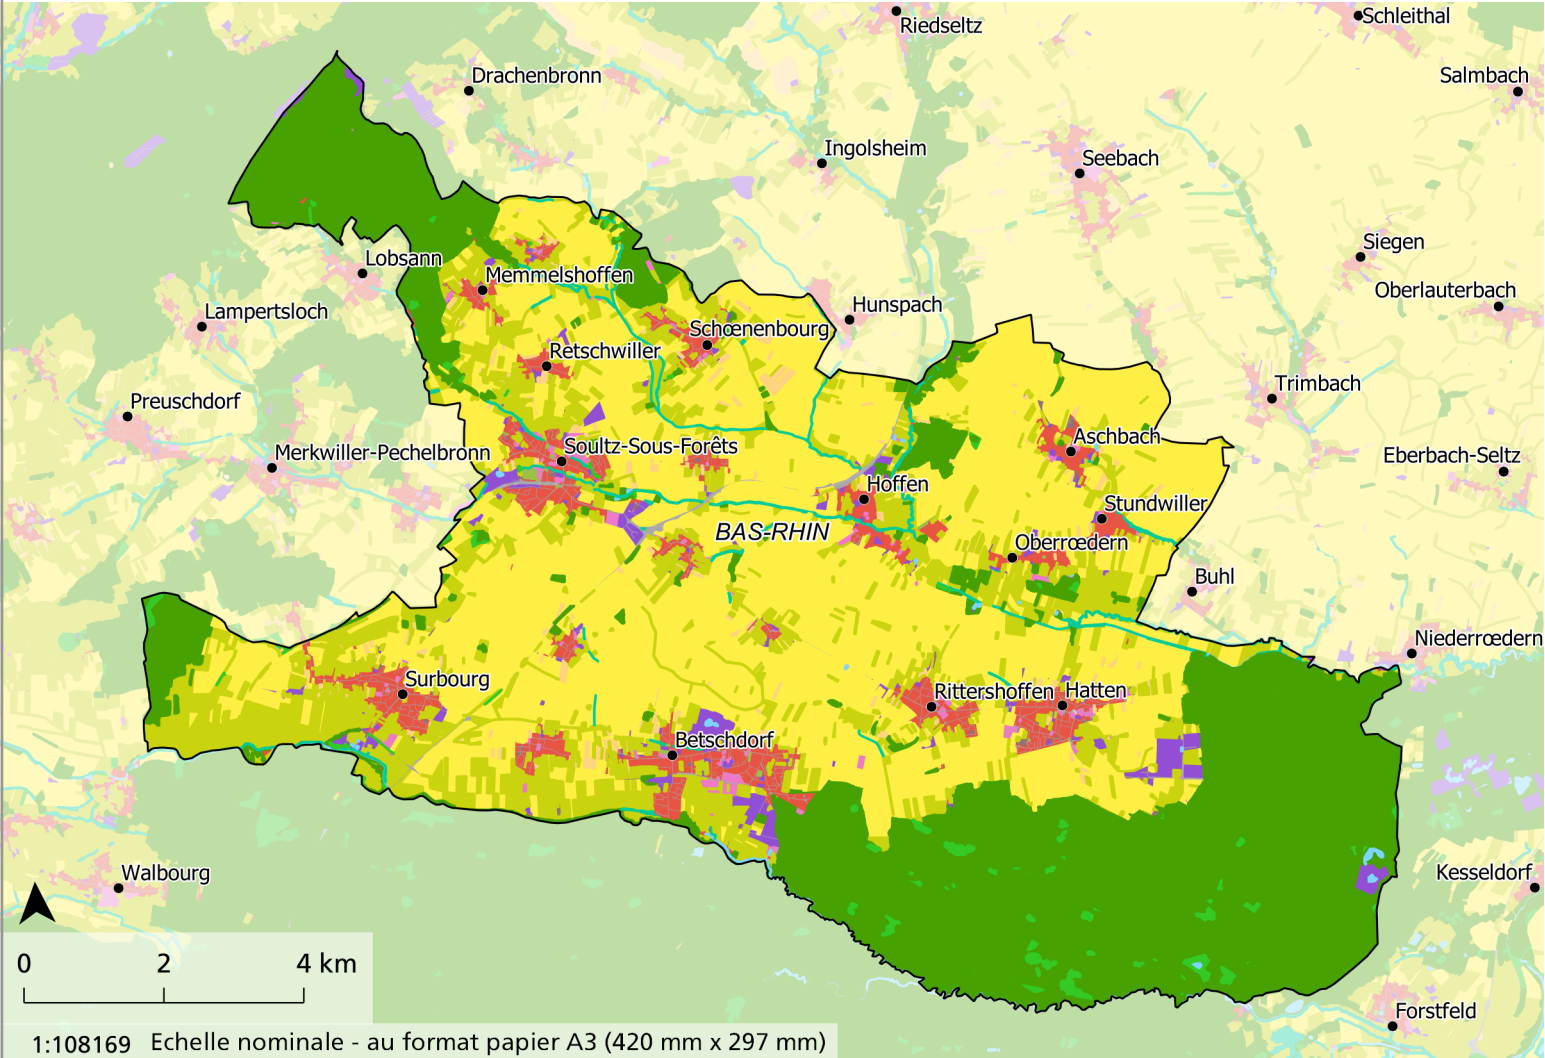 Riedseltz
Schleithal
Drachenbronn
Salmbach
Ingolsheim
Seebach
Siegen
Lobsann
Memmelshoffen
Oberlauterbach
Lampertsloch
Hunspach
Schœnenbourg
Retschwiller
Trimbach
Preuschdorf
Aschbach
Soultz-Sous-Forêts
Merkwiller-Pechelbronn
Eberbach-Seltz
Hoffen
Stundwiller
BAS-RHIN
Oberrœdern
Buhl
Niederrœdern
Surbourg
Rittershoffen
Hatten
Betschdorf
Walbourg
Kesseldorf
0 2 4 km
Forstfeld
1:108169 Echelle nominale - au format papier A3 (420 mm x 297 mm)